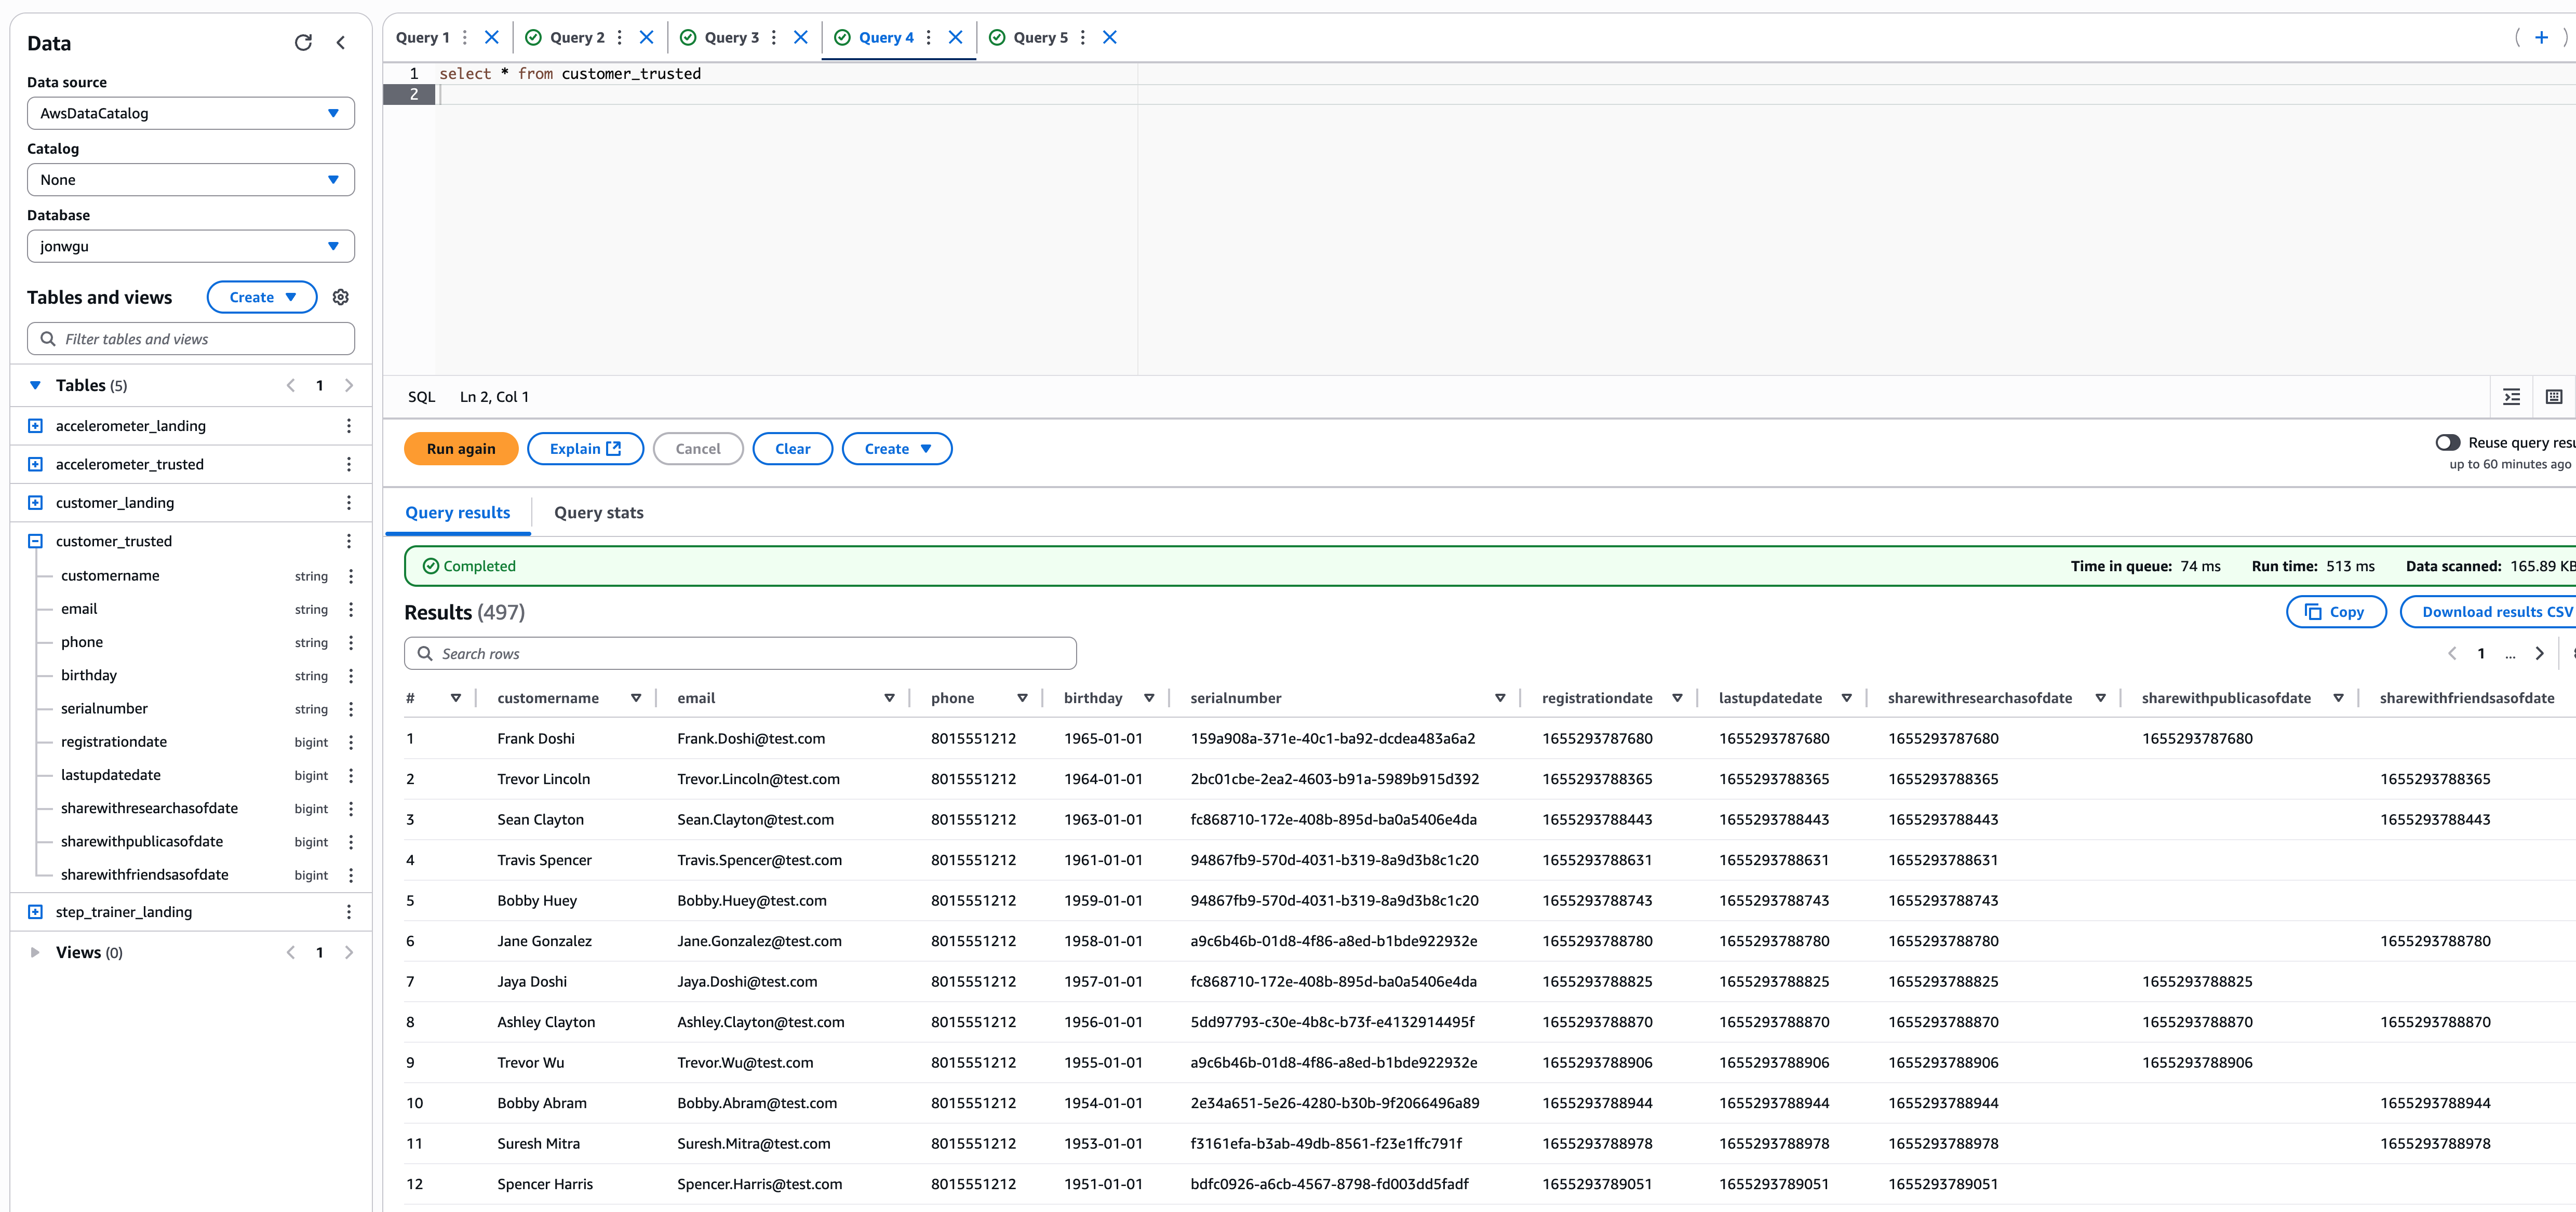 Data
Data source
AwsDataCatalog
Catalog
None
Database
jonwgu
Tables and views
Create
Filter tables and views
Tables (5)
1
accelerometer_landing
accelerometer_trusted
customer_landing
customer_trusted
customername string
email string
phone string
birthday string
serialnumber string
registrationdate bigint
lastupdatedate bigint
sharewithresearchasofdate bigint
sharewithpublicasofdate bigint
sharewithfriendsasofdate bigint
step_trainer_landing
Views (0)
1
Query 1 Query 2 Query 3 Query 4 Query 5
1 select * from customer_trusted
2
SQL Ln 2, Col 1
Run again Explain Cancel Clear Create
Reuse query resu
up to 60 minutes ago
Query results Query stats
Completed Time in queue: 74 ms Run time: 513 ms Data scanned: 165.89 KB
Results (497) Copy Download results CSV
Search rows 1 ...
# customername email phone birthday serialnumber registrationdate lastupdatedate sharewithresearchasofdate sharewithpublicasofdate sharewithfriendsasofdate
1 Frank Doshi Frank.Doshi@test.com 8015551212 1965-01-01 159a908a-371e-40c1-ba92-dcdea483a6a2 1655293787680 1655293787680 1655293787680 1655293787680
2 Trevor Lincoln Trevor.Lincoln@test.com 8015551212 1964-01-01 2bc01cbe-2ea2-4603-b91a-5989b915d392 1655293788365 1655293788365 1655293788365 1655293788365
3 Sean Clayton Sean.Clayton@test.com 8015551212 1963-01-01 fc868710-172e-408b-895d-ba0a5406e4da 1655293788443 1655293788443 1655293788443 1655293788443
4 Travis Spencer Travis.Spencer@test.com 8015551212 1961-01-01 94867fb9-570d-4031-b319-8a9d3b8c1c20 1655293788631 1655293788631 1655293788631
5 Bobby Huey Bobby.Huey@test.com 8015551212 1959-01-01 94867fb9-570d-4031-b319-8a9d3b8c1c20 1655293788743 1655293788743 1655293788743
6 Jane Gonzalez Jane.Gonzalez@test.com 8015551212 1958-01-01 a9c6b46b-01d8-4f86-a8ed-b1bde922932e 1655293788780 1655293788780 1655293788780 1655293788780
7 Jaya Doshi Jaya.Doshi@test.com 8015551212 1957-01-01 fc868710-172e-408b-895d-ba0a5406e4da 1655293788825 1655293788825 1655293788825 1655293788825
8 Ashley Clayton Ashley.Clayton@test.com 8015551212 1956-01-01 5dd97793-c30e-4b8c-b73f-e4132914495f 1655293788870 1655293788870 1655293788870 1655293788870 1655293788870
9 Trevor Wu Trevor.Wu@test.com 8015551212 1955-01-01 a9c6b46b-01d8-4f86-a8ed-b1bde922932e 1655293788906 1655293788906 1655293788906 1655293788906
10 Bobby Abram Bobby.Abram@test.com 8015551212 1954-01-01 2e34a651-5e26-4280-b30b-9f2066496a89 1655293788944 1655293788944 1655293788944 1655293788944
11 Suresh Mitra Suresh.Mitra@test.com 8015551212 1953-01-01 f3161efa-b3ab-49db-8561-f23e1ffc791f 1655293788978 1655293788978 1655293788978 1655293788978
12 Spencer Harris Spencer.Harris@test.com 8015551212 1951-01-01 bdfc0926-a6cb-4567-8798-fd003dd5fadf 1655293789051 1655293789051 1655293789051